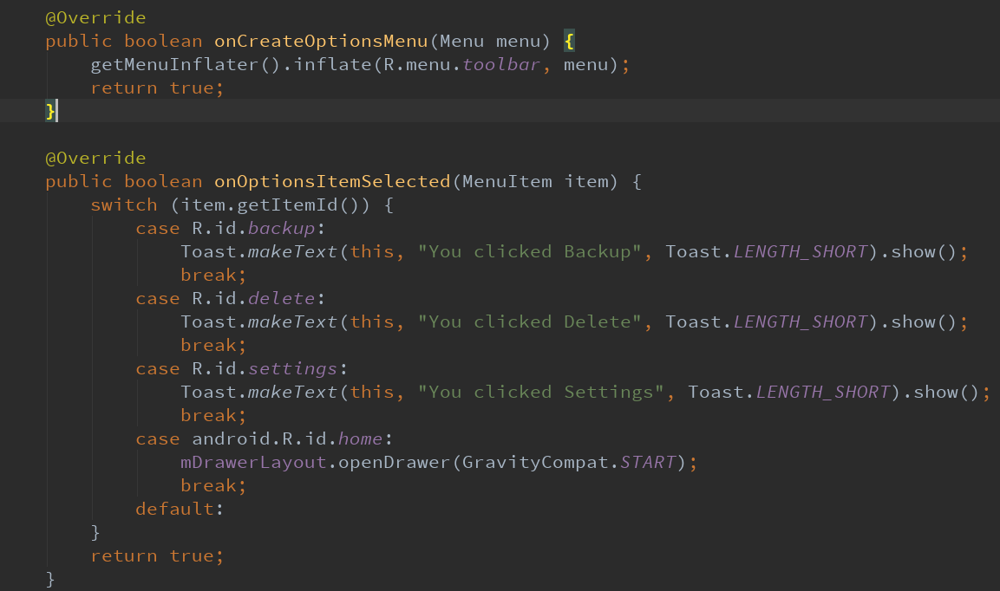 @Override
public boolean onCreateOptionsMenu(Menu menu) {
    getMenuInflater().inflate(R.menu.toolbar, menu);
    return true;
}

@Override
public boolean onOptionsItemSelected(MenuItem item) {
    switch (item.getItemId()) {
        case R.id.backup:
            Toast.makeText(this, "You clicked Backup", Toast.LENGTH_SHORT).show();
            break;
        case R.id.delete:
            Toast.makeText(this, "You clicked Delete", Toast.LENGTH_SHORT).show();
            break;
        case R.id.settings:
            Toast.makeText(this, "You clicked Settings", Toast.LENGTH_SHORT).show();
            break;
        case android.R.id.home:
            mDrawerLayout.openDrawer(GravityCompat.START);
            break;
        default:
    }
    return true;
}